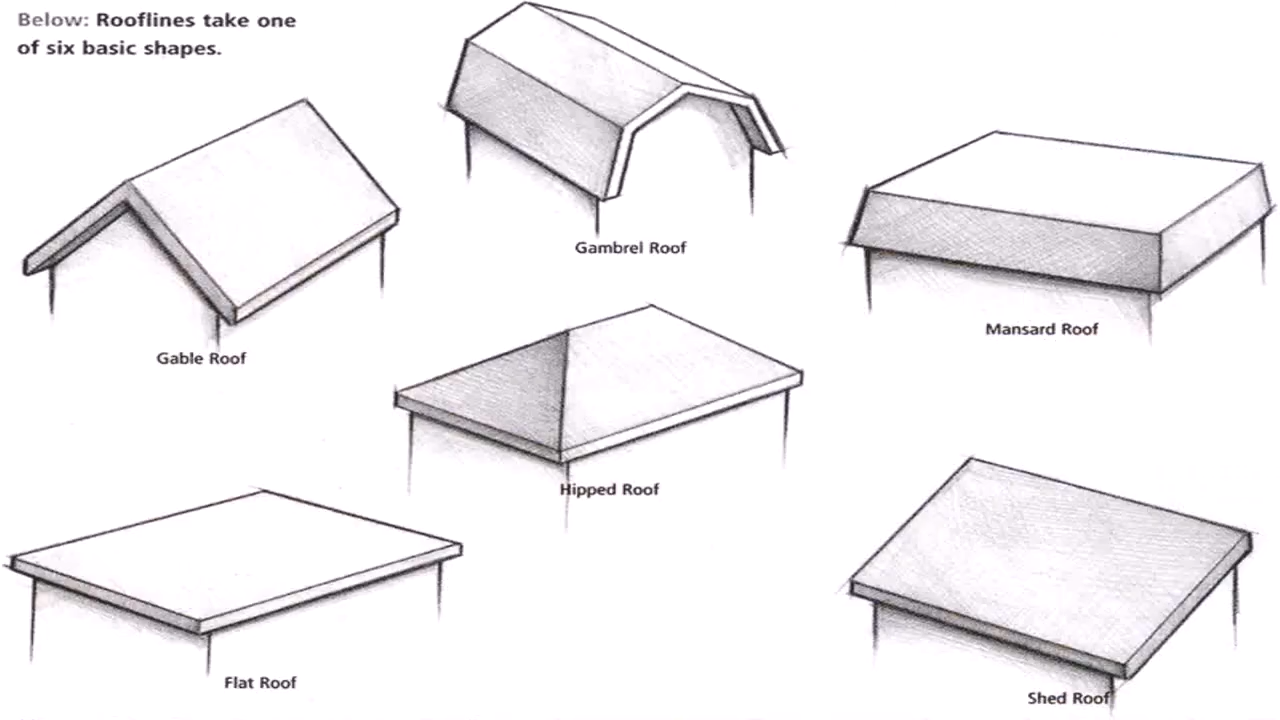 Below: Rooflines take one
of six basic shapes.
Gambrel Roof
Mansard Roof
Gable Roof
Hipped Roof
Flat Roof
Shed Roof